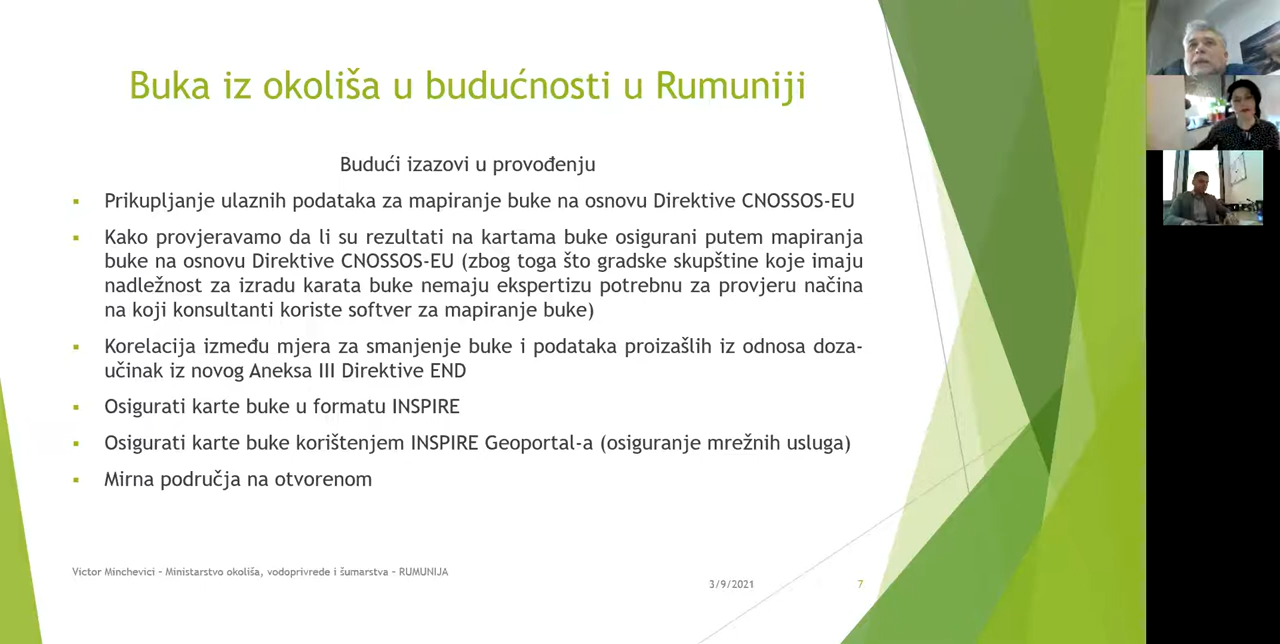 Buka iz okoliša u budućnosti u Rumuniji
Budući izazovi u provođenju
Prikupljanje ulaznih podataka za mapiranje buke na osnovu Direktive CNOSSOS-EU
Kako provjeravamo da li su rezultati na kartama buke osigurani putem mapiranja
buke na osnovu Direktive CNOSSOS-EU (zbog toga što gradske skupštine koje imaju
nadležnost za izradu karata buke nemaju ekspertizu potrebnu za provjeru načina
na koji konsultanti koriste softver za mapiranje buke)
Korelacija između mjera za smanjenje buke i podataka proizašlih iz odnosa doza-
učinak iz novog Aneksa III Direktive END
Osigurati karte buke u formatu INSPIRE
Osigurati karte buke korištenjem INSPIRE Geoportal-a (osiguranje mrežnih usluga)
Mirna područja na otvorenom
Victor Minchevici – Ministarstvo okoliša, vodoprivrede i šumarstva – RUMUNIJA
3/9/2021
7